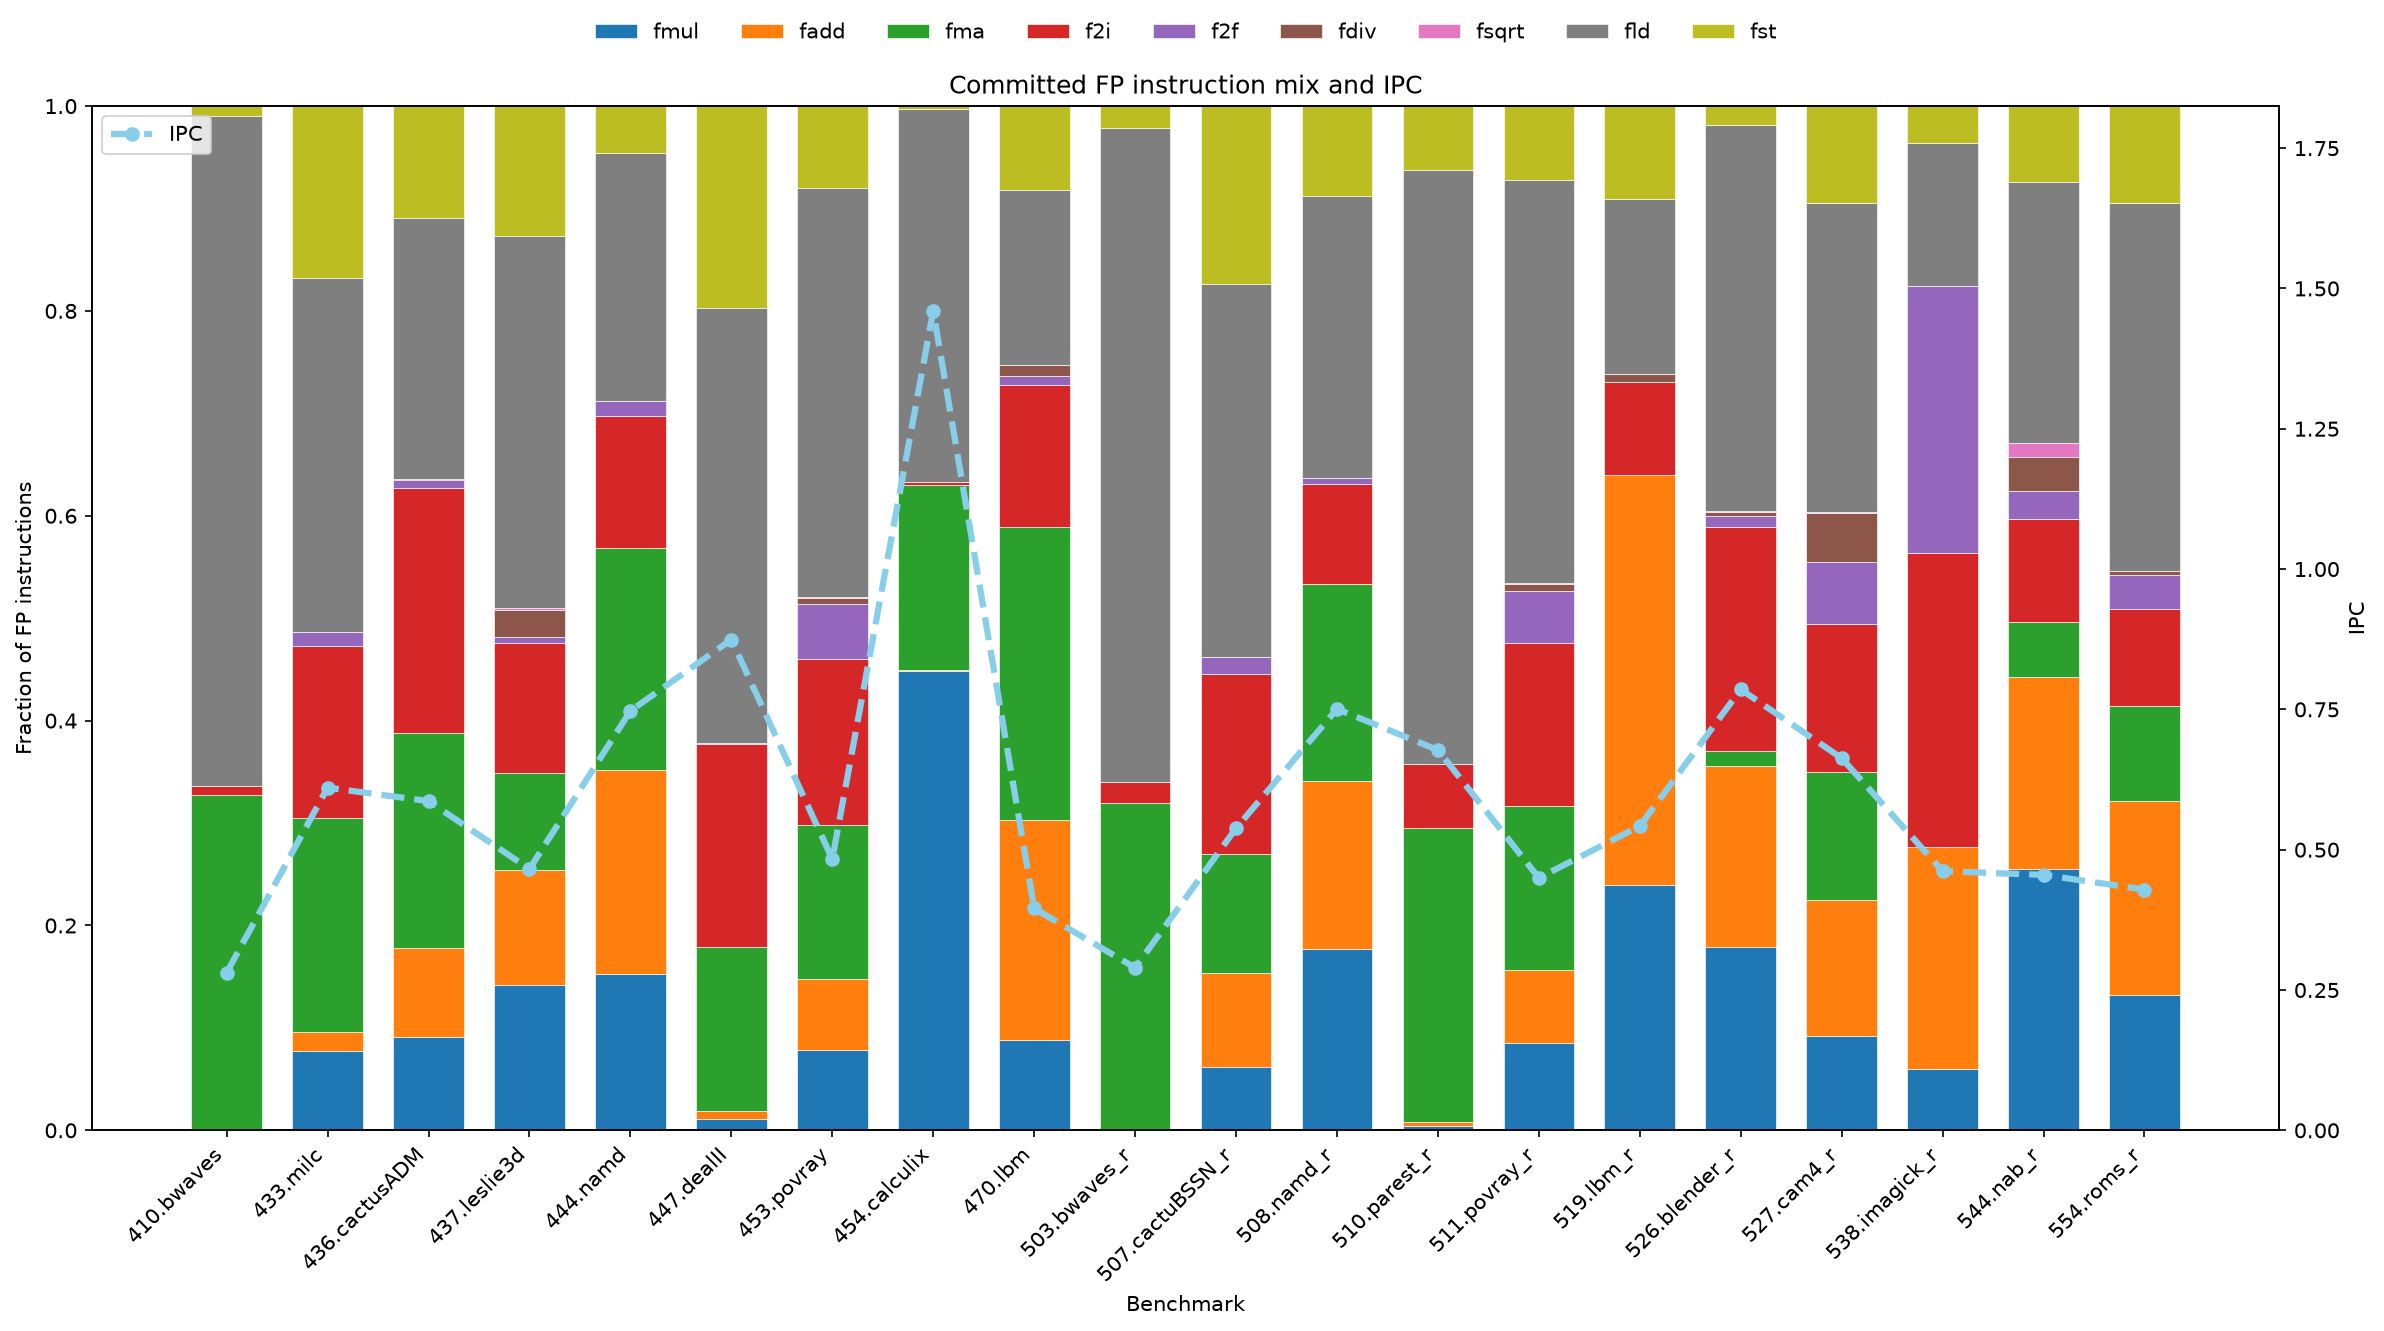 fmul fadd fma f2i f2f fdiv fsqrt fld fst
Committed FP instruction mix and IPC
IPC
Fraction of FP instructions
1.0
0.8
0.6
0.4
0.2
0.0
1.75
1.50
1.25
1.00
0.75
0.50
0.25
0.00
IPC
410.bwaves
433.milc
436.cactusADM
437.leslie3d
444.namd
447.dealII
453.povray
454.calculix
470.lbm
503.bwaves_r
507.cactuBSSN_r
508.namd_r
510.parest_r
511.povray_r
519.lbm_r
526.blender_r
527.cam4_r
538.imagick_r
544.nab_r
554.roms_r
Benchmark